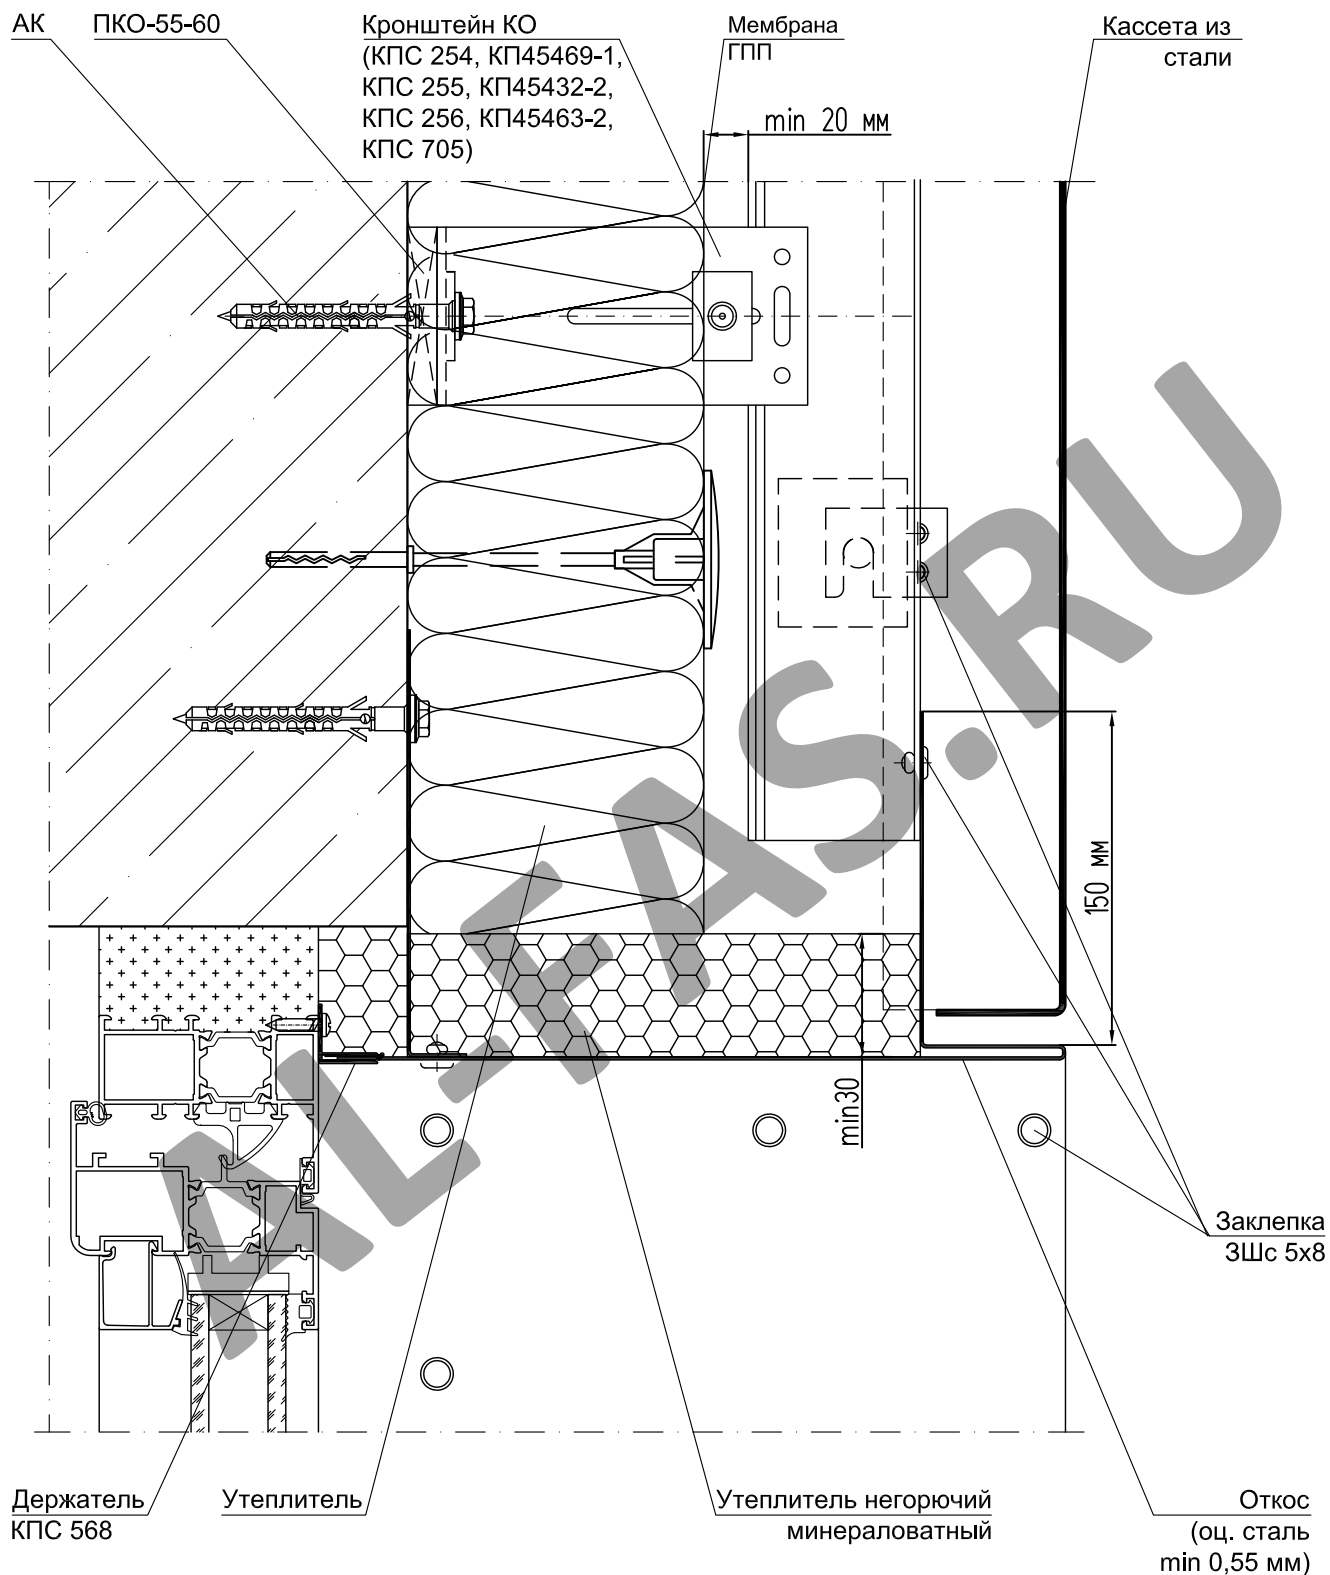 АК
ПКО-55-60
Кронштейн КО
(КПС 254, КП45469-1,
КПС 255, КП45432-2,
КПС 256, КП45463-2,
КПС 705)
Мембрана
ГПП
Кассета из
стали
min 20 мм
150 мм
min30
Заклепка
ЗШс 5х8
Держатель
КПС 568
Утеплитель
Утеплитель негорючий
минераловатный
Откос
(оц. сталь
min 0,55 мм)
AL-FAS.RU